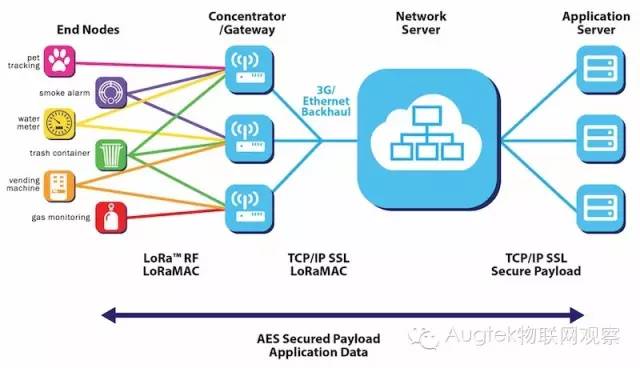 End Nodes
Concentrator
/Gateway
Network
Server
Application
Server
pet
tracking
smoke alarm
water
meter
trash container
vending
machine
gas monitoring
3G/
Ethernet
Backhaul
LoRa™ RF
LoRaMAC
TCP/IP SSL
LoRaMAC
TCP/IP SSL
Secure Payload
AES Secured Payload
Application Data
Augtek物联网观察